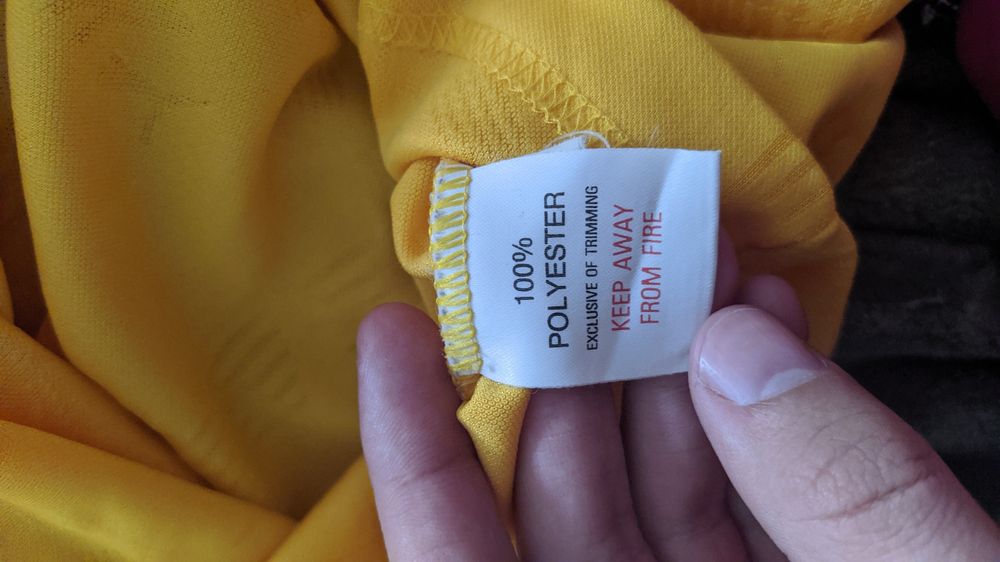 100%
POLYESTER
EXCLUSIVE OF TRIMMING
KEEP AWAY
FROM FIRE